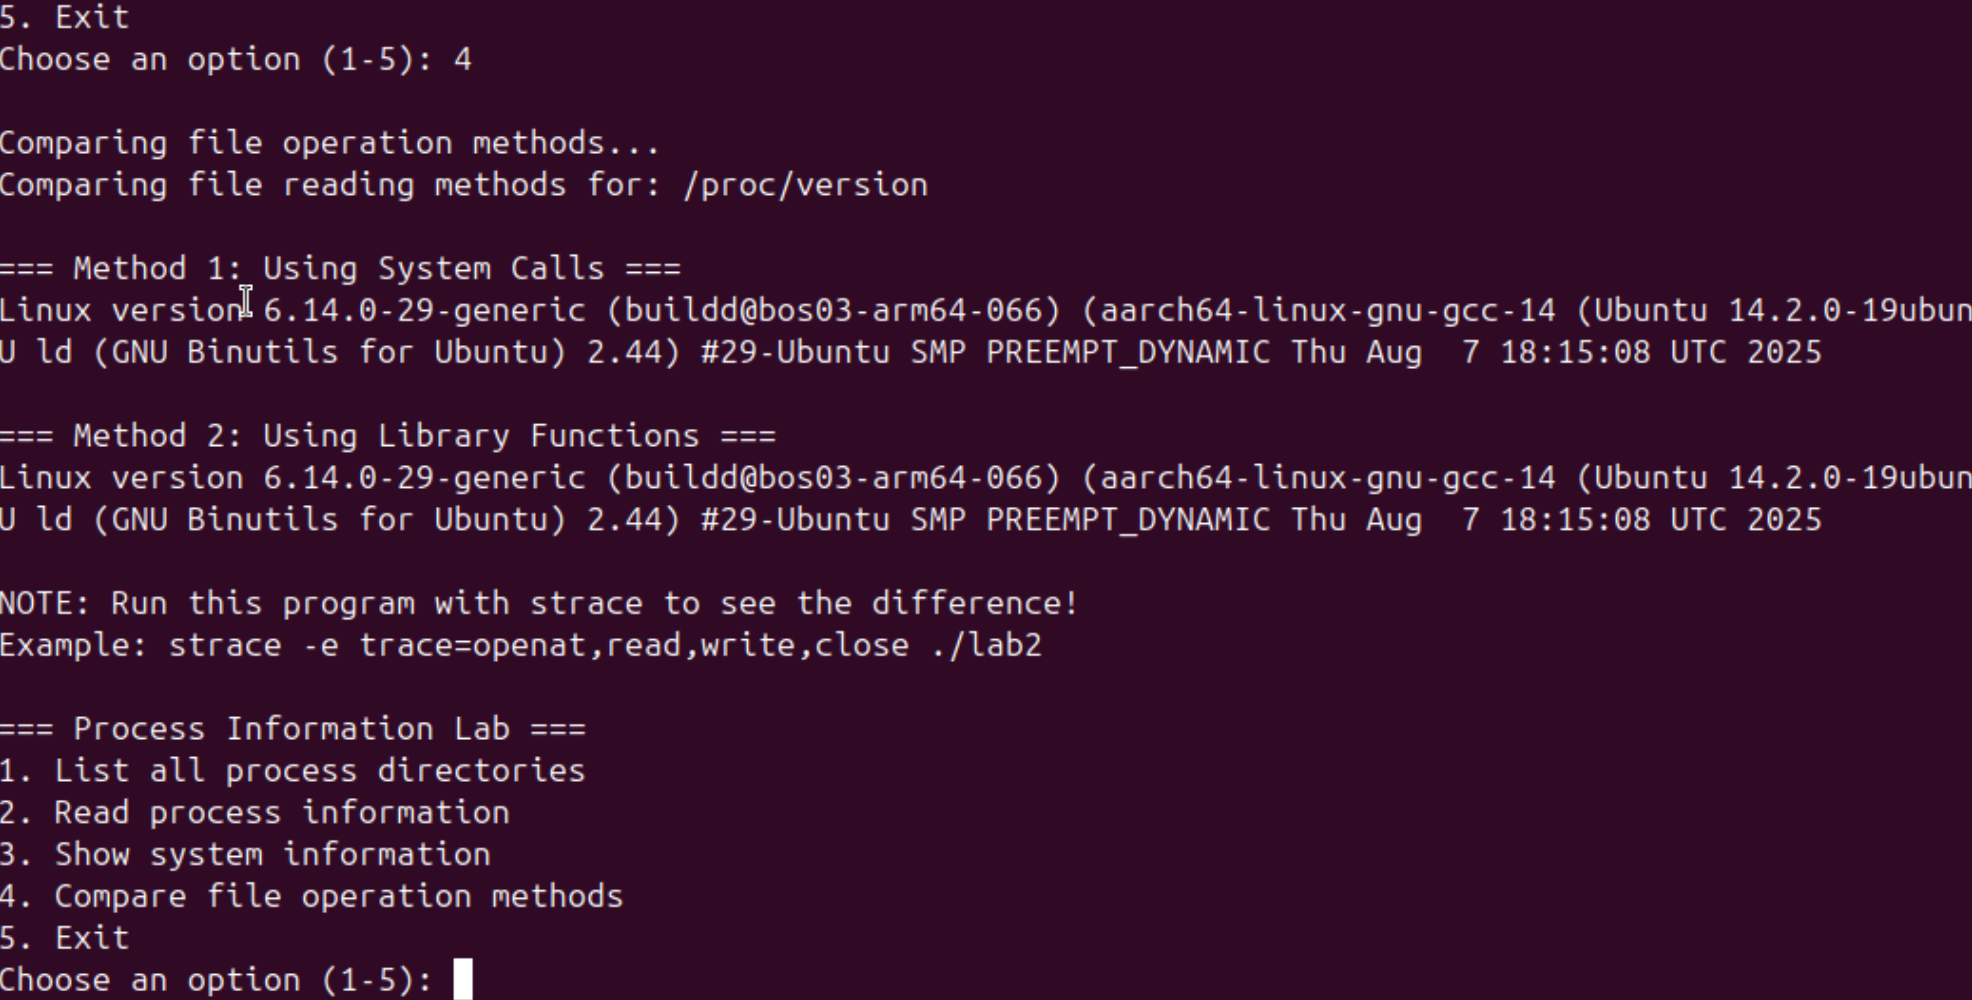 5. Exit
Choose an option (1-5): 4
Comparing file operation methods...
Comparing file reading methods for: /proc/version
=== Method 1: Using System Calls ===
Linux version 6.14.0-29-generic (buildd@bos03-arm64-066) (aarch64-linux-gnu-gcc-14 (Ubuntu 14.2.0-19ubun
U ld (GNU Binutils for Ubuntu) 2.44) #29-Ubuntu SMP PREEMPT_DYNAMIC Thu Aug  7 18:15:08 UTC 2025
=== Method 2: Using Library Functions ===
Linux version 6.14.0-29-generic (buildd@bos03-arm64-066) (aarch64-linux-gnu-gcc-14 (Ubuntu 14.2.0-19ubun
U ld (GNU Binutils for Ubuntu) 2.44) #29-Ubuntu SMP PREEMPT_DYNAMIC Thu Aug  7 18:15:08 UTC 2025
NOTE: Run this program with strace to see the difference!
Example: strace -e trace=openat,read,write,close ./lab2
=== Process Information Lab ===
1. List all process directories
2. Read process information
3. Show system information
4. Compare file operation methods
5. Exit
Choose an option (1-5):